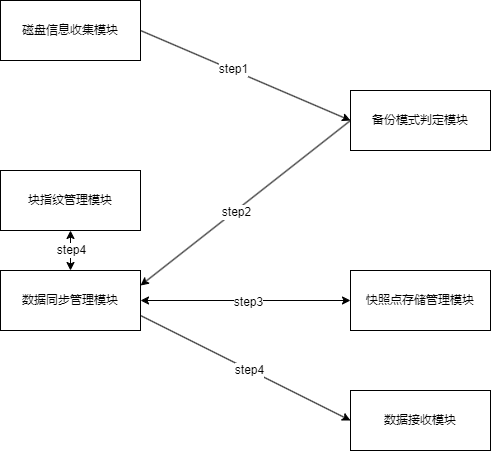 磁盘信息收集模块
step1
备份模式判定模块
块指纹管理模块
step2
step4
数据同步管理模块
step3
快照点存储管理模块
step4
数据接收模块